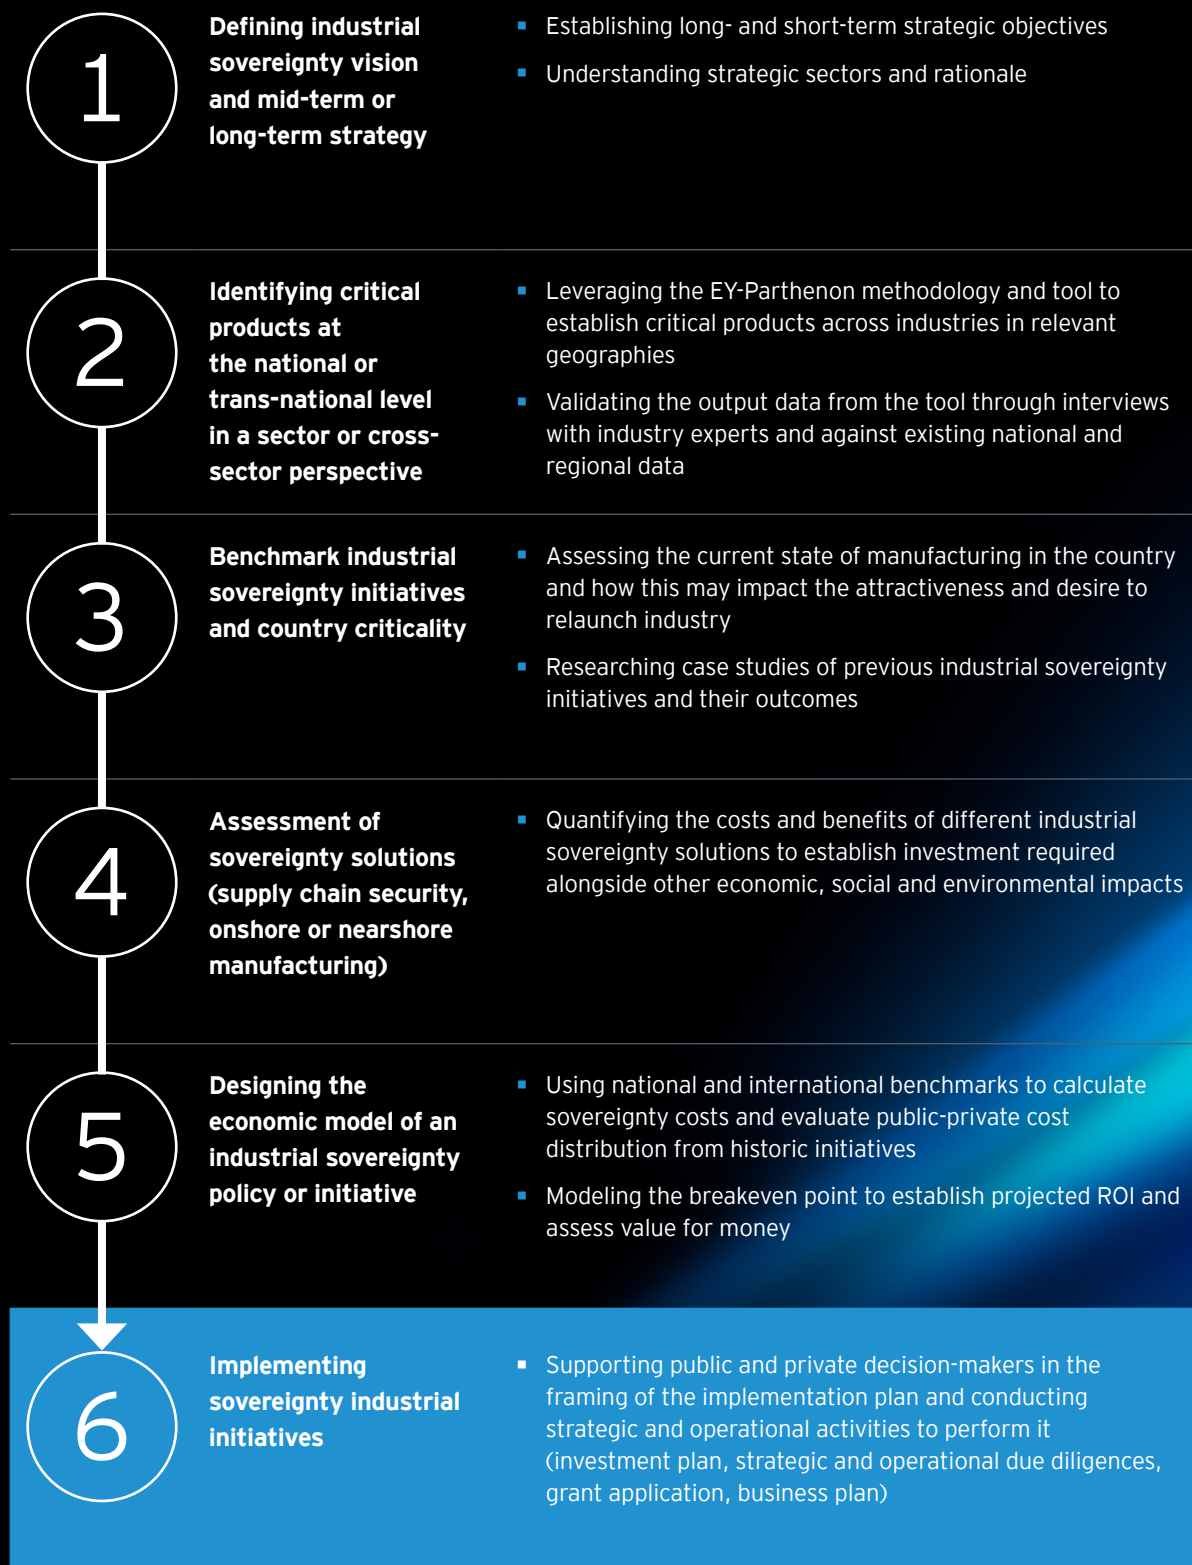 1
Defining industrial
sovereignty vision
and mid-term or
long-term strategy
▪ Establishing long- and short-term strategic objectives
▪ Understanding strategic sectors and rationale
2
Identifying critical
products at
the national or
trans-national level
in a sector or cross-
sector perspective
▪ Leveraging the EY-Parthenon methodology and tool to
establish critical products across industries in relevant
geographies
▪ Validating the output data from the tool through interviews
with industry experts and against existing national and
regional data
3
Benchmark industrial
sovereignty initiatives
and country criticality
▪ Assessing the current state of manufacturing in the country
and how this may impact the attractiveness and desire to
relaunch industry
▪ Researching case studies of previous industrial sovereignty
initiatives and their outcomes
4
Assessment of
sovereignty solutions
(supply chain security,
onshore or nearshore
manufacturing)
▪ Quantifying the costs and benefits of different industrial
sovereignty solutions to establish investment required
alongside other economic, social and environmental impacts
5
Designing the
economic model of an
industrial sovereignty
policy or initiative
▪ Using national and international benchmarks to calculate
sovereignty costs and evaluate public-private cost
distribution from historic initiatives
▪ Modeling the breakeven point to establish projected ROI and
assess value for money
6
Implementing
sovereignty industrial
initiatives
▪ Supporting public and private decision-makers in the
framing of the implementation plan and conducting
strategic and operational activities to perform it
(investment plan, strategic and operational due diligences,
grant application, business plan)